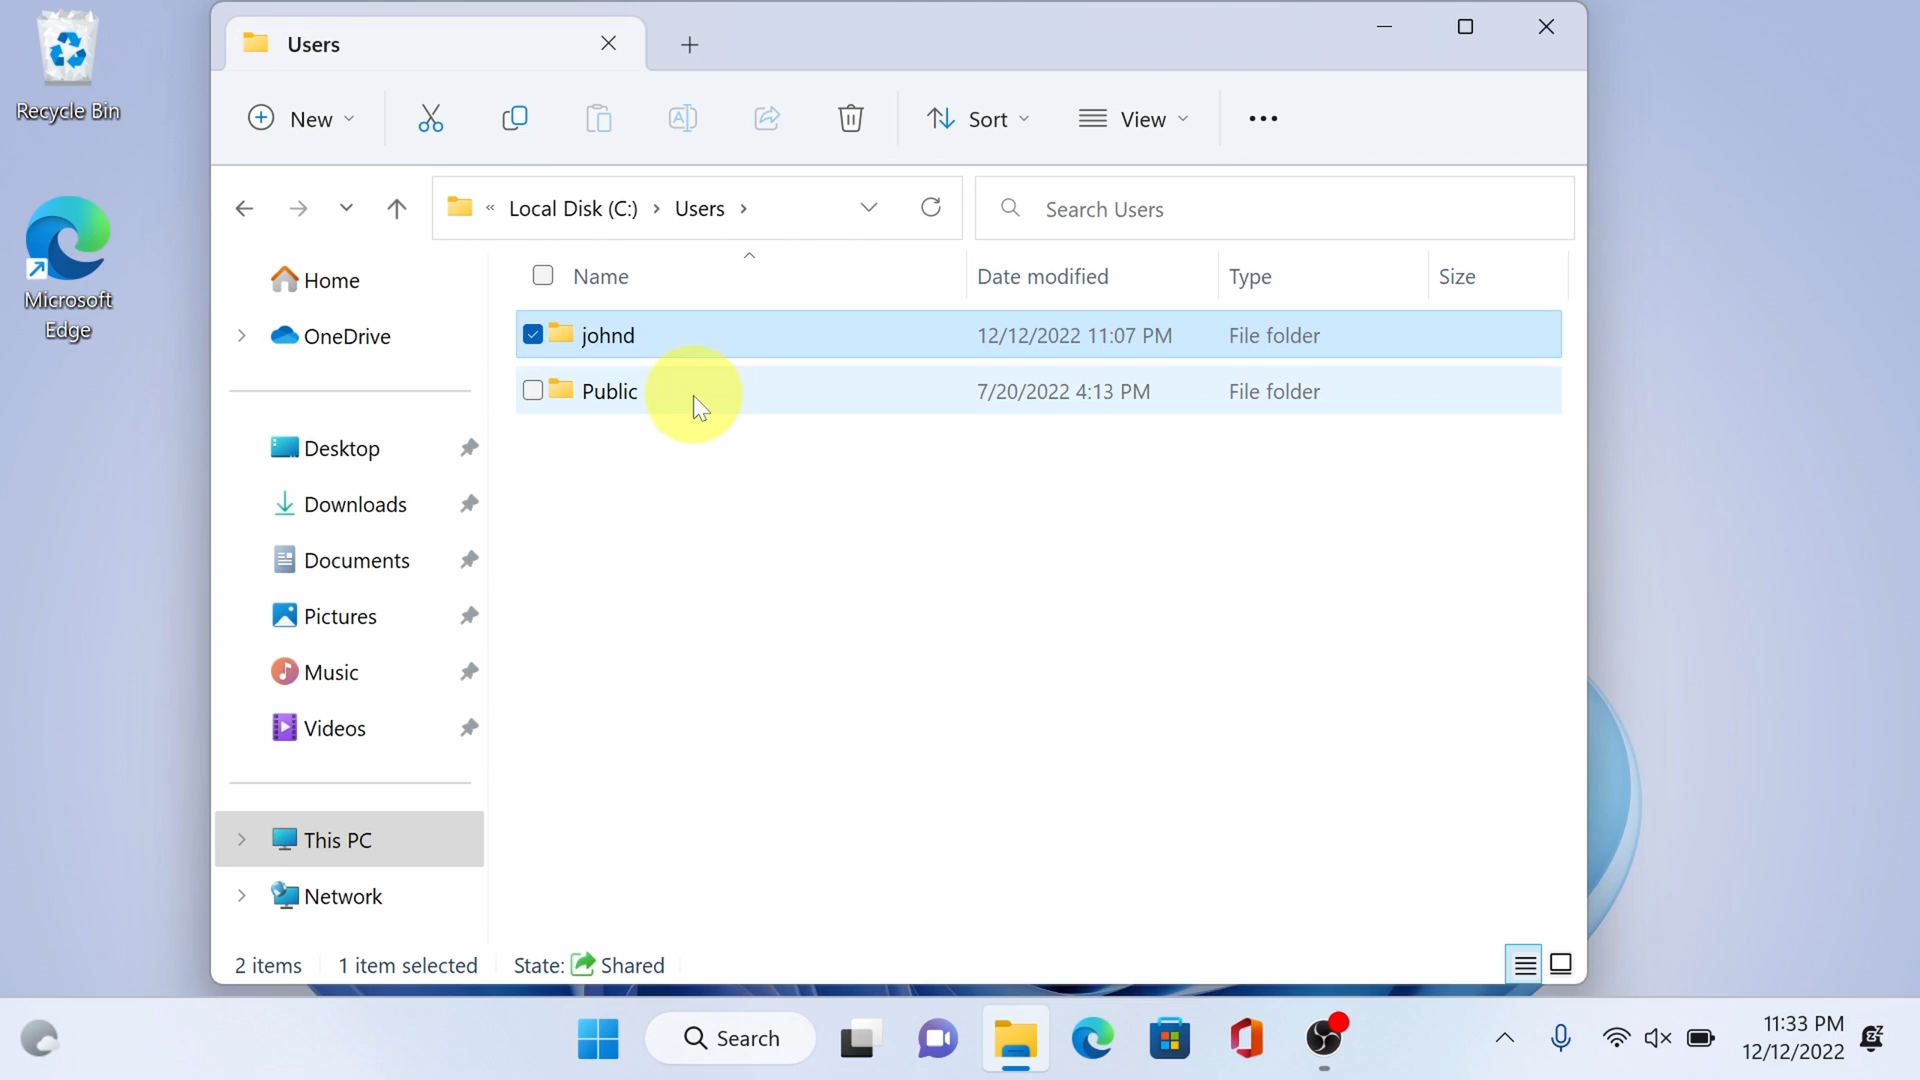 Recycle Bin
Microsoft
Edge
Users
New
Sort
View
« Local Disk (C:) › Users ›
Search Users
Name
Date modified
Type
Size
johnd
12/12/2022 11:07 PM
File folder
Public
7/20/2022 4:13 PM
File folder
Home
OneDrive
Desktop
Downloads
Documents
Pictures
Music
Videos
This PC
Network
2 items
1 item selected
State: Shared
Search
11:33 PM
12/12/2022